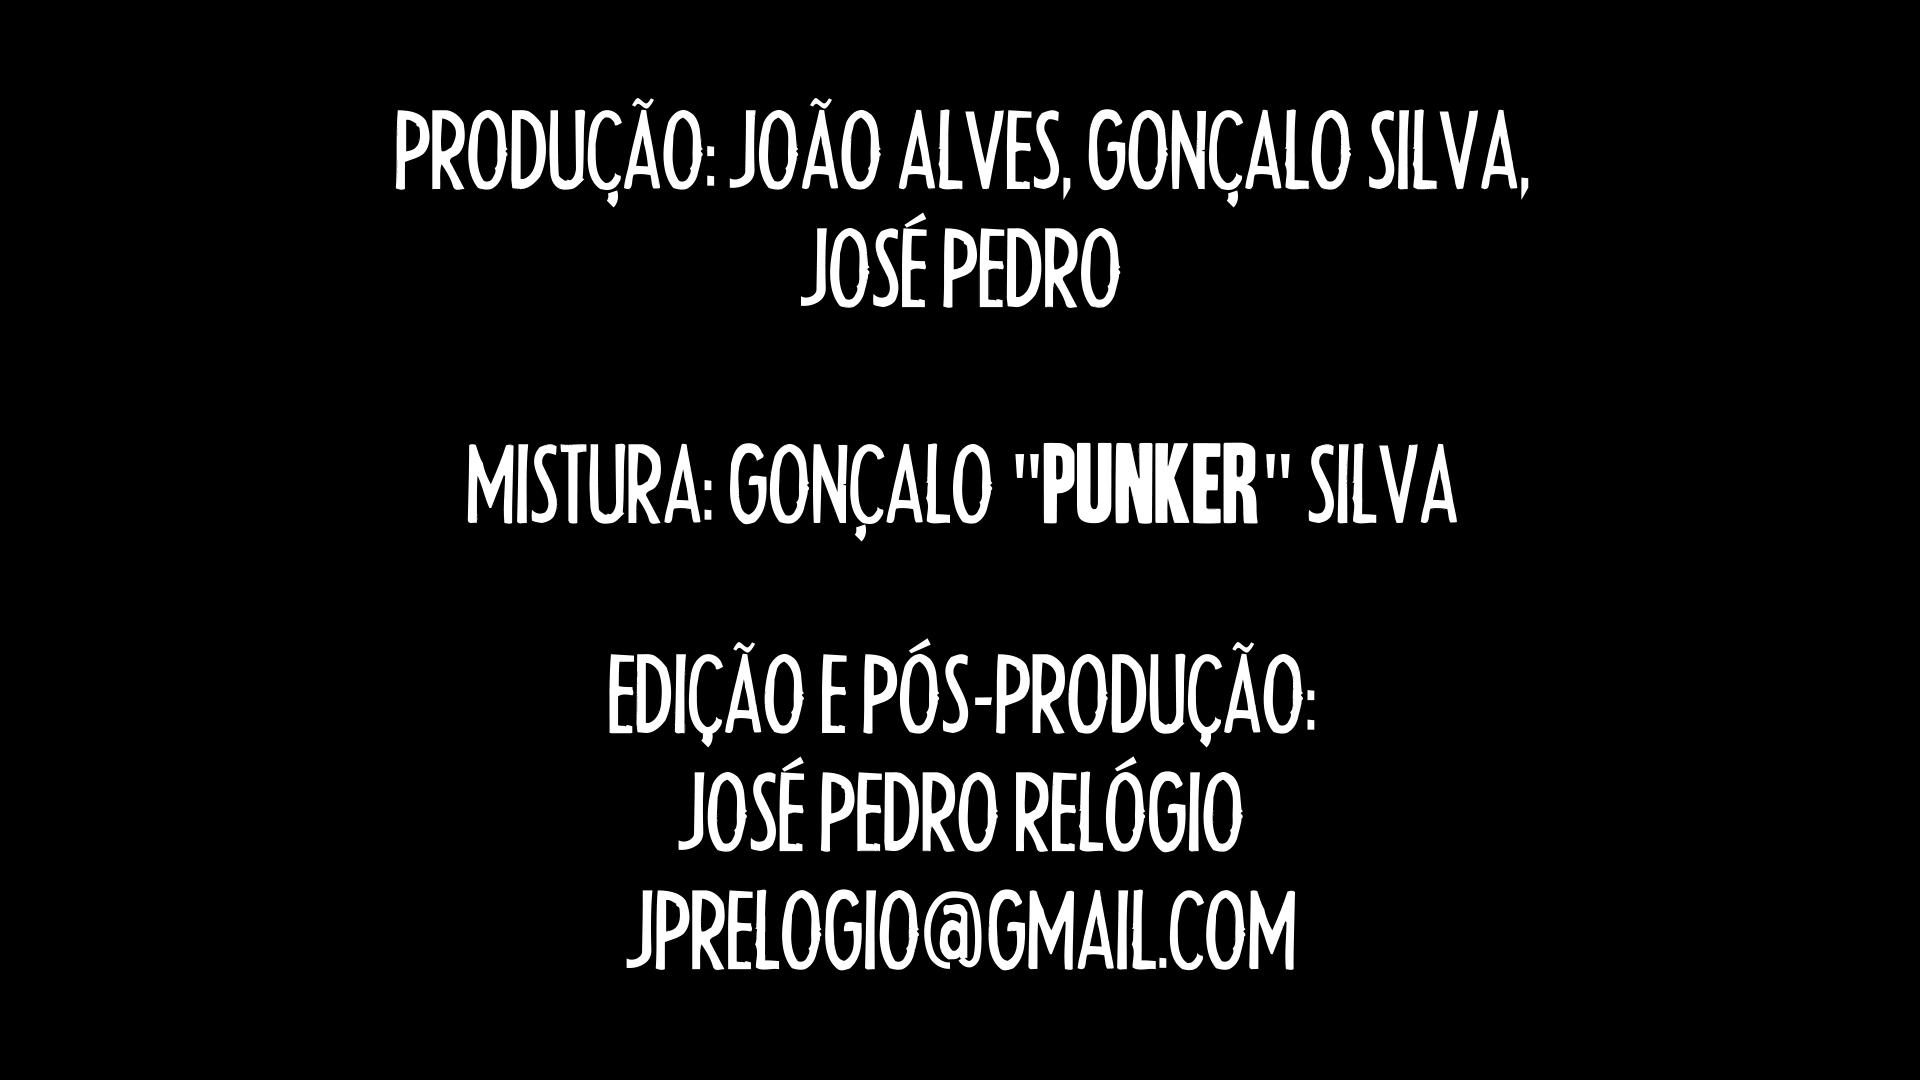 PRODUÇÃO: JOÃO ALVES, GONÇALO SILVA,
JOSÉ PEDRO
MISTURA: GONÇALO "PUNKER" SILVA
EDIÇÃO E PÓS-PRODUÇÃO:
JOSÉ PEDRO RELÓGIO
JPRELOGIO@GMAIL.COM